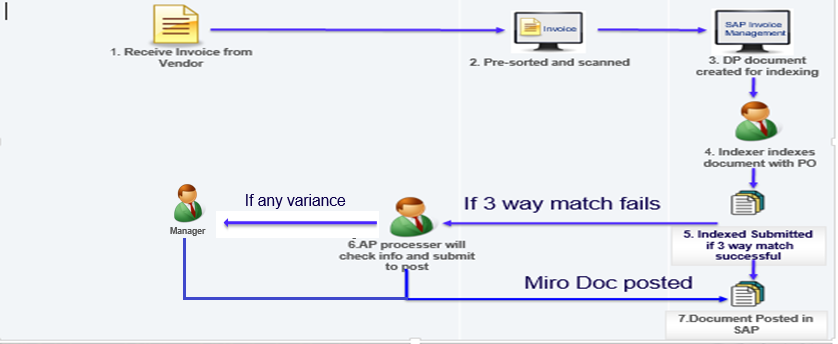 1. Receive Invoice from
Vendor
Invoice
2. Pre-sorted and scanned
SAP Invoice
Management
3. DP document
created for indexing
4. Indexer indexes
document with PO
If any variance
If 3 way match fails
Manager
6.AP processer will
check info and submit
to post
5. Indexed Submitted
if 3 way match
successful
Miro Doc posted
7.Document Posted in
SAP